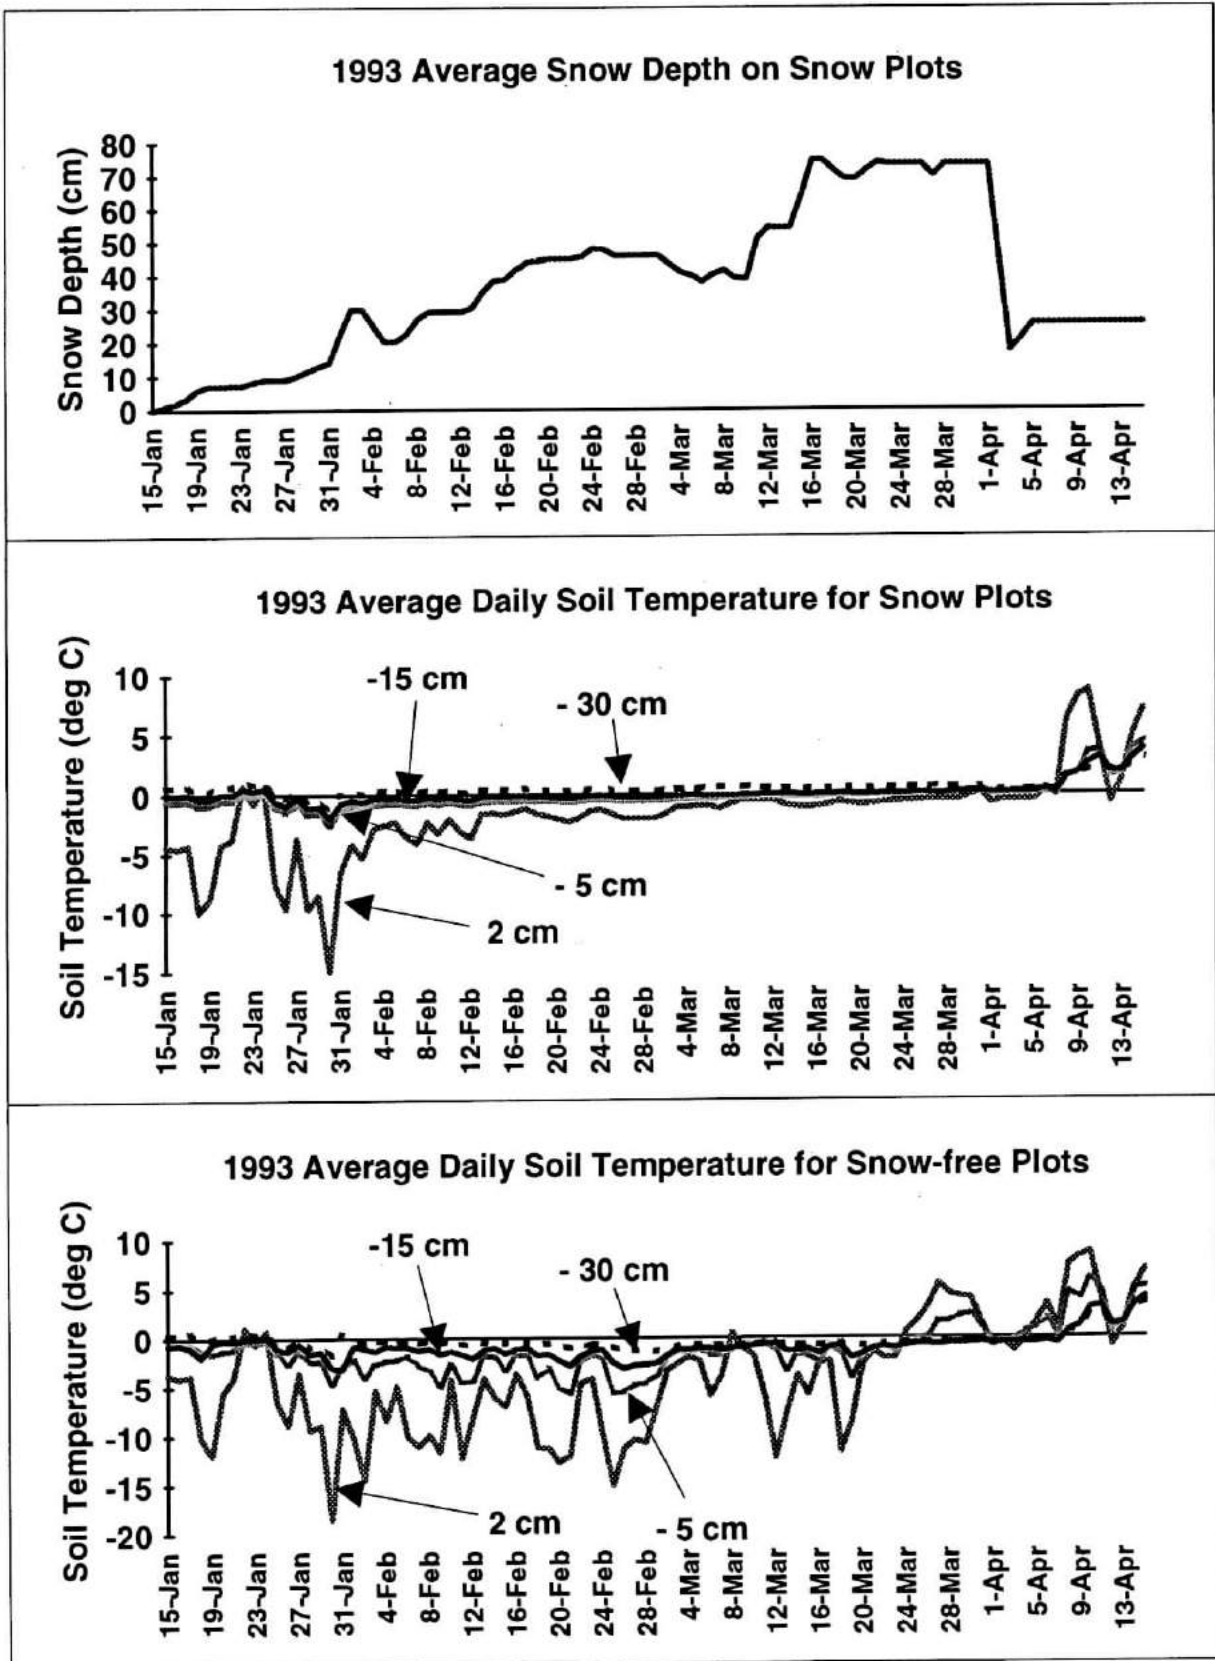 1993 Average Snow Depth on Snow Plots
Snow Depth (cm)
80
70
60
50
40
30
20
10
0
15-Jan 19-Jan 23-Jan 27-Jan 31-Jan 4-Feb 8-Feb 12-Feb 16-Feb 20-Feb 24-Feb 28-Feb 4-Mar 8-Mar 12-Mar 16-Mar 20-Mar 24-Mar 28-Mar 1-Apr 5-Apr 9-Apr 13-Apr
1993 Average Daily Soil Temperature for Snow Plots
Soil Temperature (deg C)
10
5
0
-5
-10
-15
-15 cm
- 30 cm
- 5 cm
2 cm
15-Jan 19-Jan 23-Jan 27-Jan 31-Jan 4-Feb 8-Feb 12-Feb 16-Feb 20-Feb 24-Feb 28-Feb 4-Mar 8-Mar 12-Mar 16-Mar 20-Mar 24-Mar 28-Mar 1-Apr 5-Apr 9-Apr 13-Apr
1993 Average Daily Soil Temperature for Snow-free Plots
Soil Temperature (deg C)
10
5
0
-5
-10
-15
-20
-15 cm
- 30 cm
2 cm
- 5 cm
15-Jan 19-Jan 23-Jan 27-Jan 31-Jan 4-Feb 8-Feb 12-Feb 16-Feb 20-Feb 24-Feb 28-Feb 4-Mar 8-Mar 12-Mar 16-Mar 20-Mar 24-Mar 28-Mar 1-Apr 5-Apr 9-Apr 13-Apr